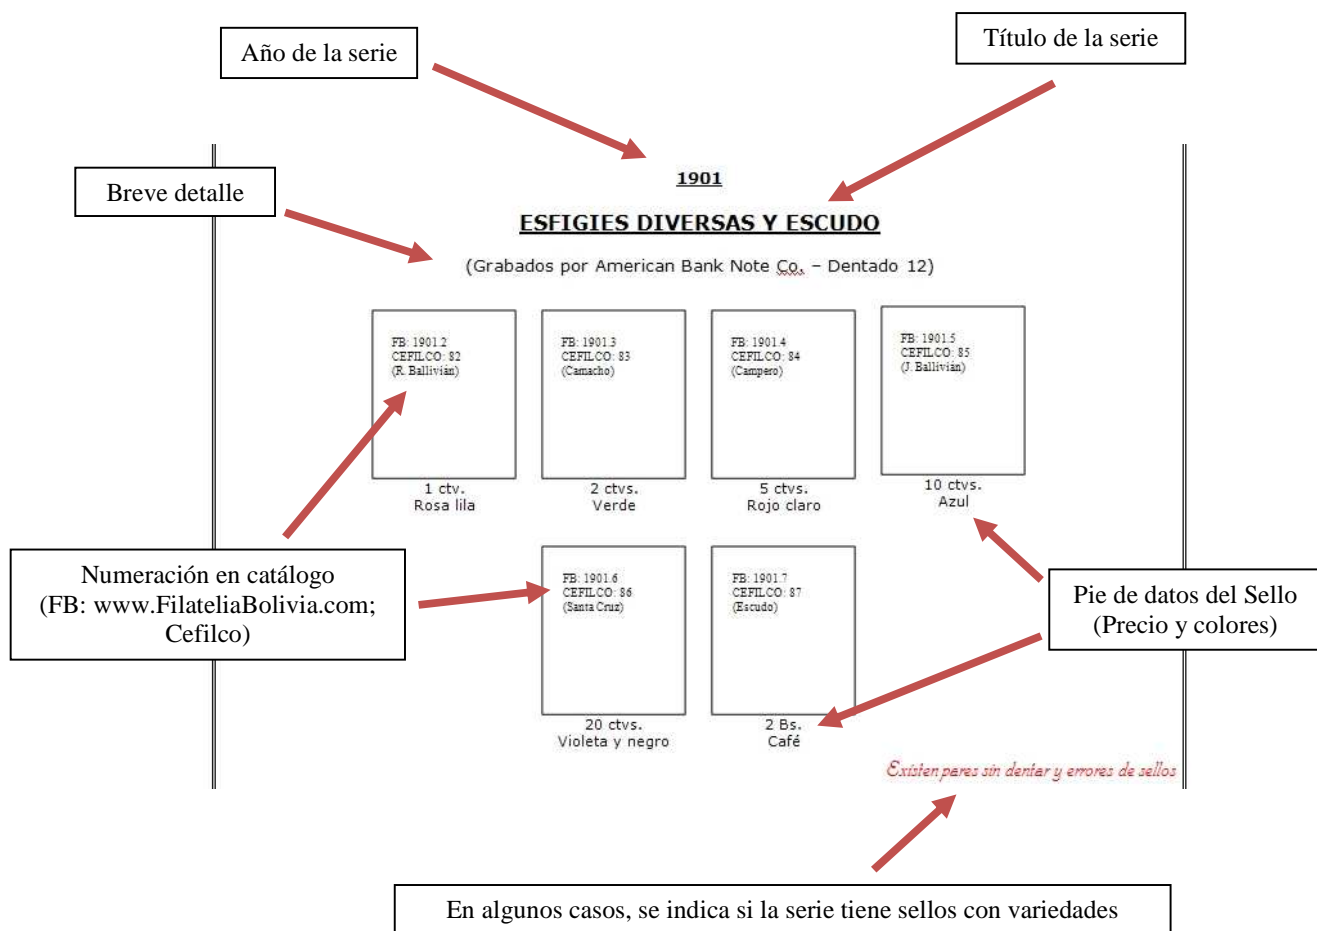 Año de la serie
Título de la serie
Breve detalle
1901
ESFIGIES DIVERSAS Y ESCUDO
(Grabados por American Bank Note Co. – Dentado 12)
FB: 1901.2
CEFILCO: 82
(R. Ballivián)
1 ctv.
Rosa lila
FB: 1901.3
CEFILCO: 83
(Camacho)
2 ctvs.
Verde
FB: 1901.4
CEFILCO: 84
(Campero)
5 ctvs.
Rojo claro
FB: 1901.5
CEFILCO: 85
(J. Ballivián)
10 ctvs.
Azul
Numeración en catálogo
(FB: www.FilateliaBolivia.com;
Cefilco)
FB: 1901.6
CEFILCO: 86
(Santa Cruz)
20 ctvs.
Violeta y negro
FB: 1901.7
CEFILCO: 87
(Escudo)
2 Bs.
Café
Pie de datos del Sello
(Precio y colores)
Existen pares sin dentar y errores de sellos
En algunos casos, se indica si la serie tiene sellos con variedades